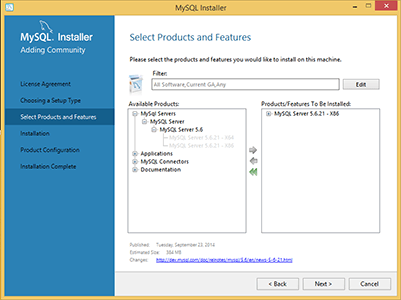 MySQL Installer
MySQL Installer
Adding Community
License Agreement
Choosing a Setup Type
Select Products and Features
Installation
Product Configuration
Installation Complete
Select Products and Features
Please select the products and features you would like to install on this machine.
Filter:
All Software,Current GA,Any
Edit
Available Products:
MySql Servers
MySQL Server
MySQL Server 5.6
MySQL Server 5.6.21 - X64
MySQL Server 5.6.21 - X86
Applications
MySQL Connectors
Documentation
Products/Features To Be Installed:
MySQL Server 5.6.21 - X86
Published: Tuesday, September 23, 2014
Estimated Size: 384 MB
Changes: http://dev.mysql.com/doc/relnotes/mysql/5.6/en/news-5-6-21.html
< Back
Next >
Cancel